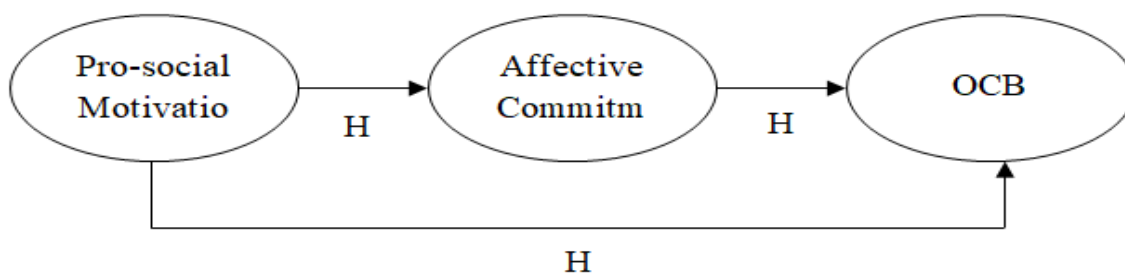 Pro-social
Motivatio
Affective
Commitm
OCB
H
H
H